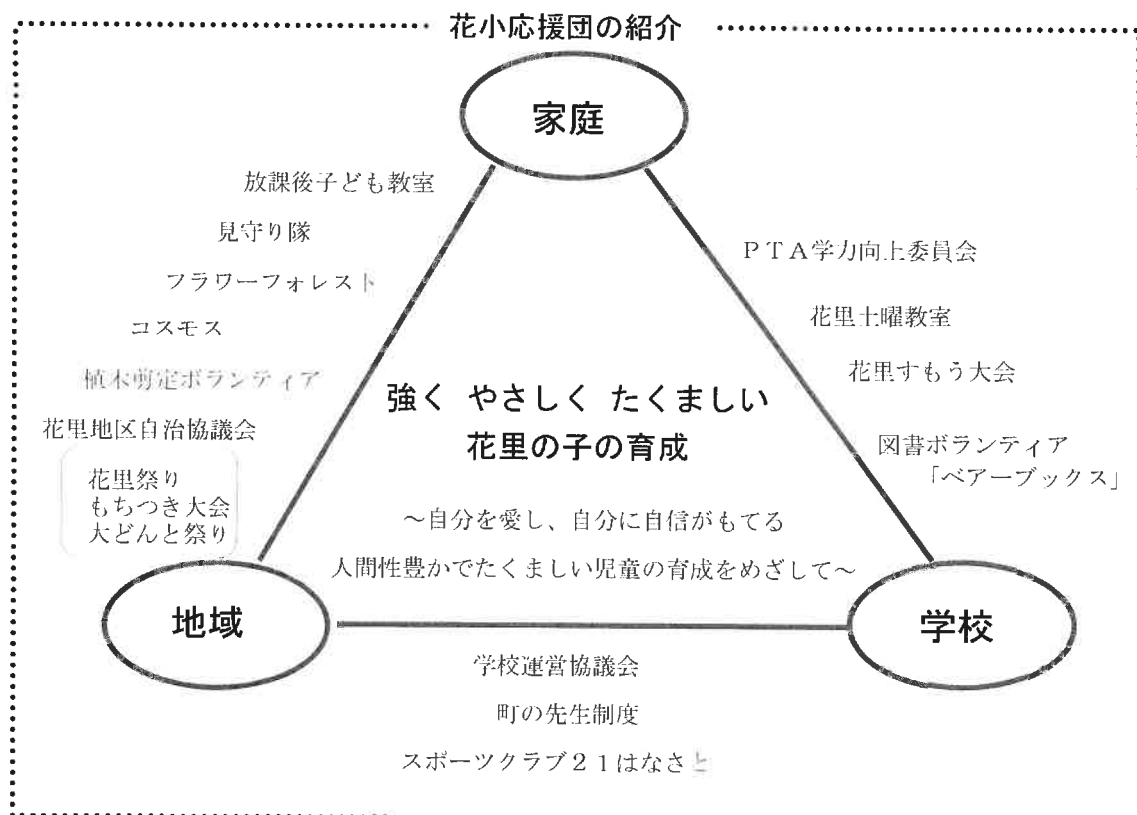 花小応援団の紹介
家庭
放課後子ども教室
見守り隊
フラワーフォレスト
コスモス
植木剪定ボランティア
花里地区自治協議会
花里祭り
もちつき大会
大どんと祭り
PTA学力向上委員会
花里土曜教室
花里すもう大会
図書ボランティア
「ベアーブックス」
強く やさしく たくましい
花里の子の育成
～自分を愛し、自分に自信がもてる
人間性豊かでたくましい児童の育成をめざして～
地域
学校
学校運営協議会
町の先生制度
スポーツクラブ21はなさと